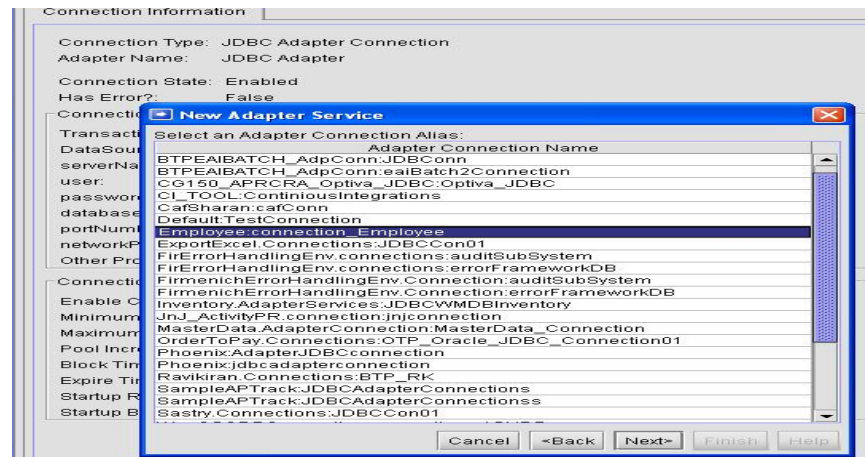 Connection Information
Connection Type: JDBC Adapter Connection
Adapter Name: JDBC Adapter
Connection State: Enabled
Has Error?: False
Connectio
New Adapter Service
Transacti
Select an Adapter Connection Alias:
DataSour
Adapter Connection Name
serverNa
BTPEAIBATCH_AdpConn:JDBConn
BTPEAIBATCH_AdpConn:eaiBatch2Connection
user:
CG150_APRCRA_Optiva_JDBC:Optiva_JDBC
password
CI_TOOL:ContiniousIntegrations
CafSharan:cafConn
database
Default:TestConnection
portNumb
Employee:connection_Employee
networkP
ExportExcel.Connections:JDBCCon01
Other Pro
FirErrorHandlingEnv.connections:auditSubSystem
FirErrorHandlingEnv.connections:errorFrameworkDB
Connectio
FirmenichErrorHandlingEnv.Connection:auditSubSystem
FirmenichErrorHandlingEnv.Connection:errorFrameworkDB
Enable C
Inventory.AdapterServices:JDBCWMDBInventory
Minimum
JnJ_ActivityPR.connection:jnjconnection
Maximum
MasterData.AdapterConnection:MasterData_Connection
OrderToPay.Connections:OTP_Oracle_JDBC_Connection01
Pool Incre
Phoenix:AdapterJDBCconnection
Block Tim
Phoenix:jdbcadapterconnection
Expire Tim
Ravikiran.Connections:BTP_RK
Startup R
SampleAPTrack:JDBCAdapterConnections
SampleAPTrack:JDBCAdapterConnectionss
Startup B
Sastry.Connections:JDBCCon01
Cancel <Back Next> Finish Help